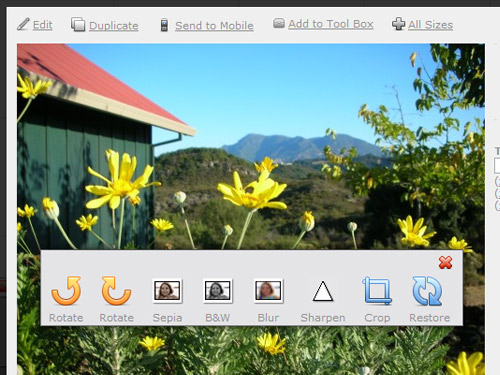 Edit Duplicate Send to Mobile Add to Tool Box All Sizes
Rotate Rotate Sepia B&W Blur Sharpen Crop Restore